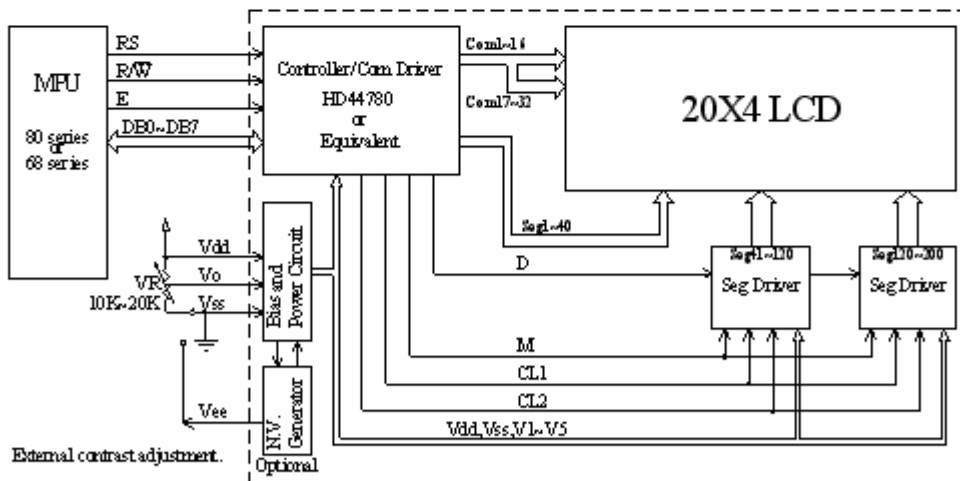 MPU
80 series
or
68 series
RS
R/W̅
E
DB0~DB7
Controller/Com Driver
HD44780
or
Equivalent
Com1~16
Com17~32
20X4 LCD
Seg1~40
D
Seg41~120
Seg Driver
Seg120~200
Seg Driver
Vdd
Vo
Vss
VR
10K~20K
Bias and
Power Circuit
M
CL1
CL2
Vdd,Vss,V1~V5
N.V.
Generator
Optional
Vee
External contrast adjustment.